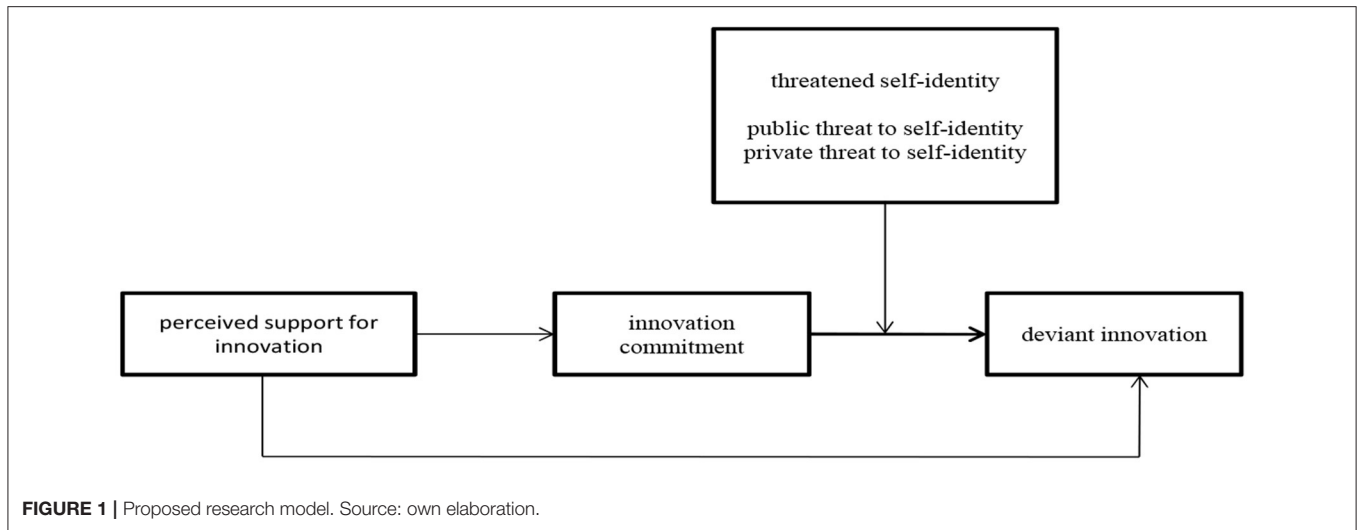 threatened self-identity
public threat to self-identity
private threat to self-identity
perceived support for
innovation
innovation
commitment
deviant innovation
FIGURE 1 | Proposed research model. Source: own elaboration.